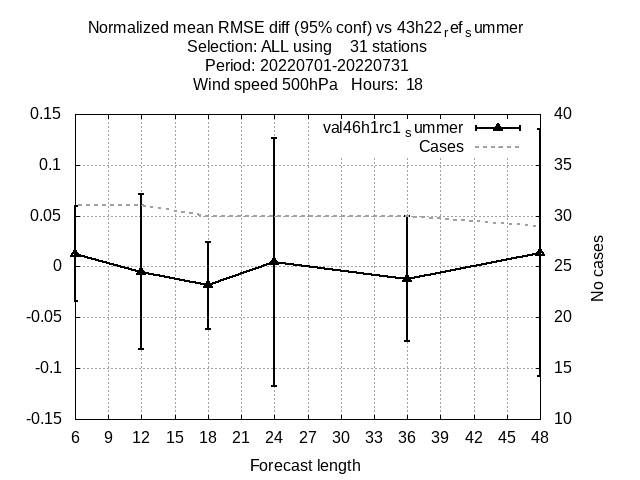 Normalized mean RMSE diff (95% conf) vs 43h22refsummer
Selection: ALL using 31 stations
Period: 20220701-20220731
Wind speed 500hPa Hours: 18
0.15
0.1
0.05
0
-0.05
-0.1
-0.15
val46h1rc1summer
Cases
40
35
30
25
20
15
10
No cases
6 9 12 15 18 21 24 27 30 33 36 39 42 45 48
Forecast length